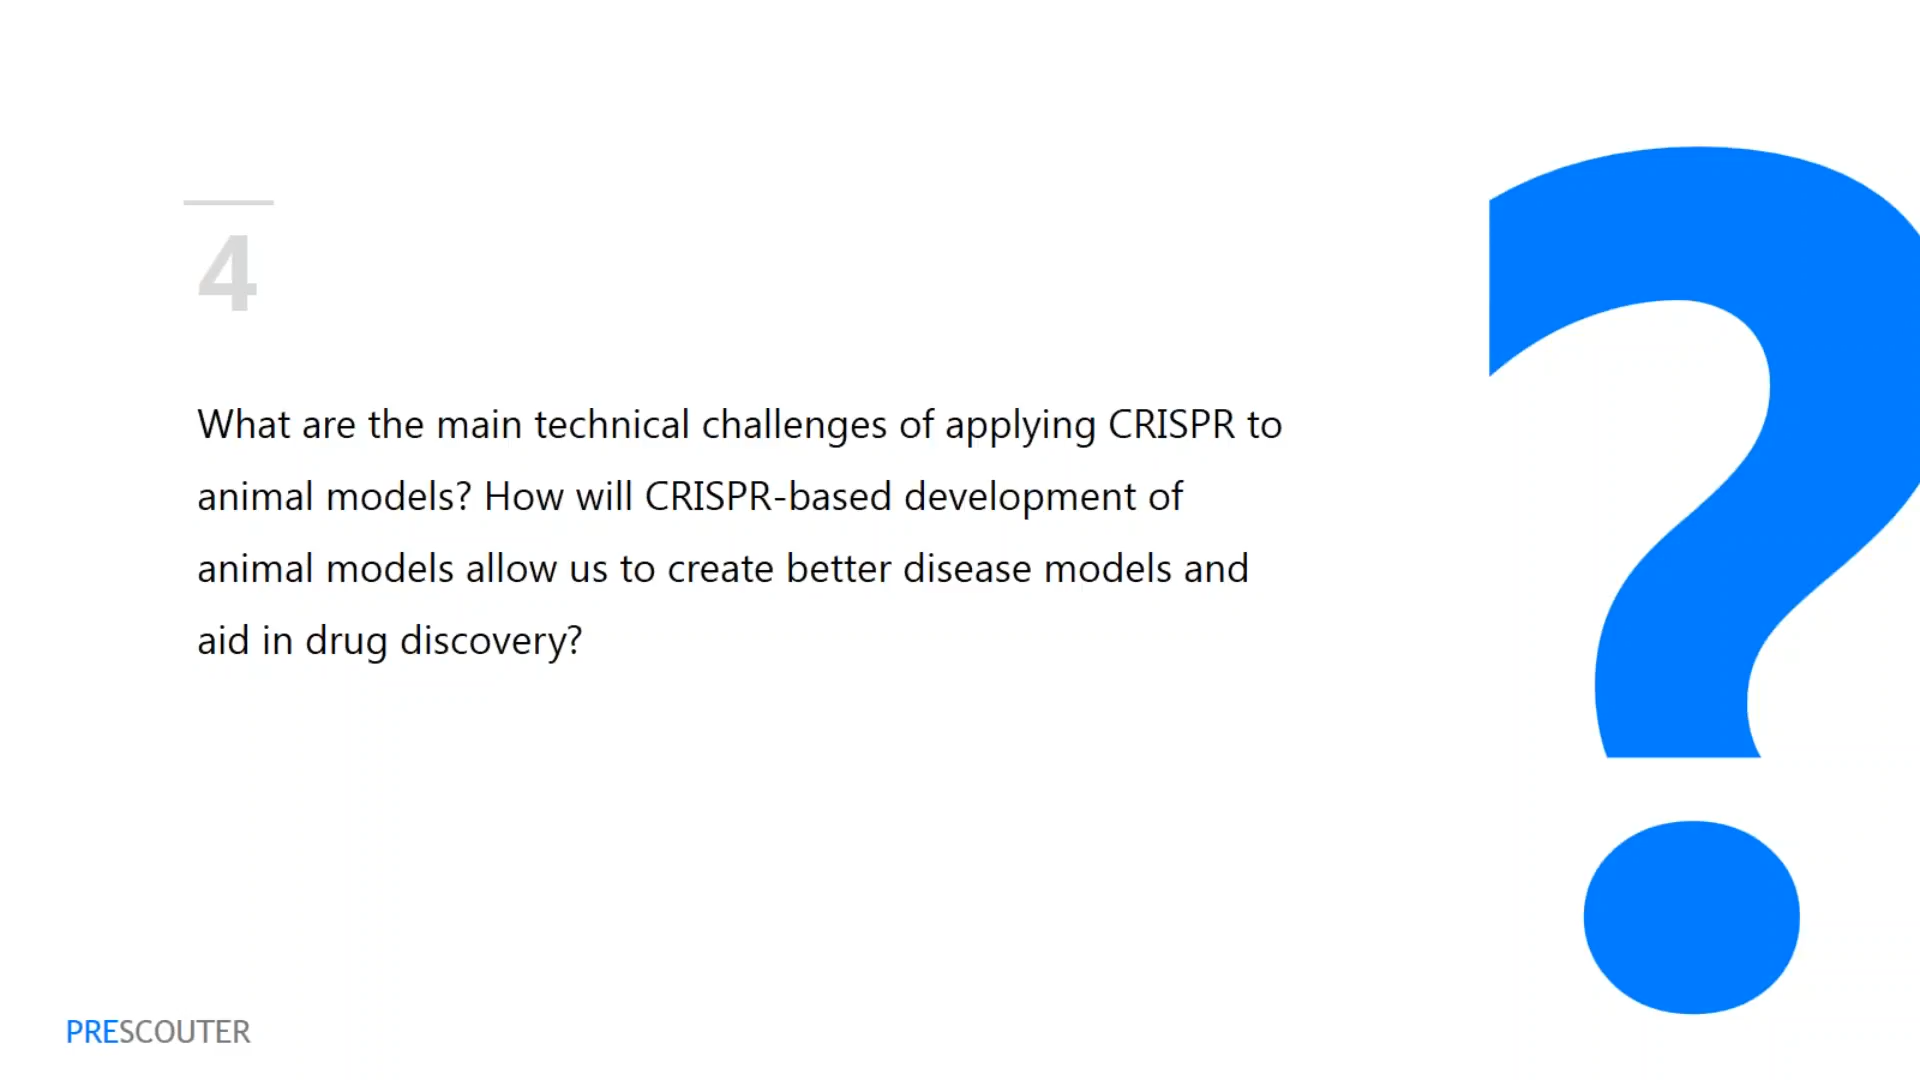 4
What are the main technical challenges of applying CRISPR to
animal models? How will CRISPR-based development of
animal models allow us to create better disease models and
aid in drug discovery?
?
PRESCOUTER